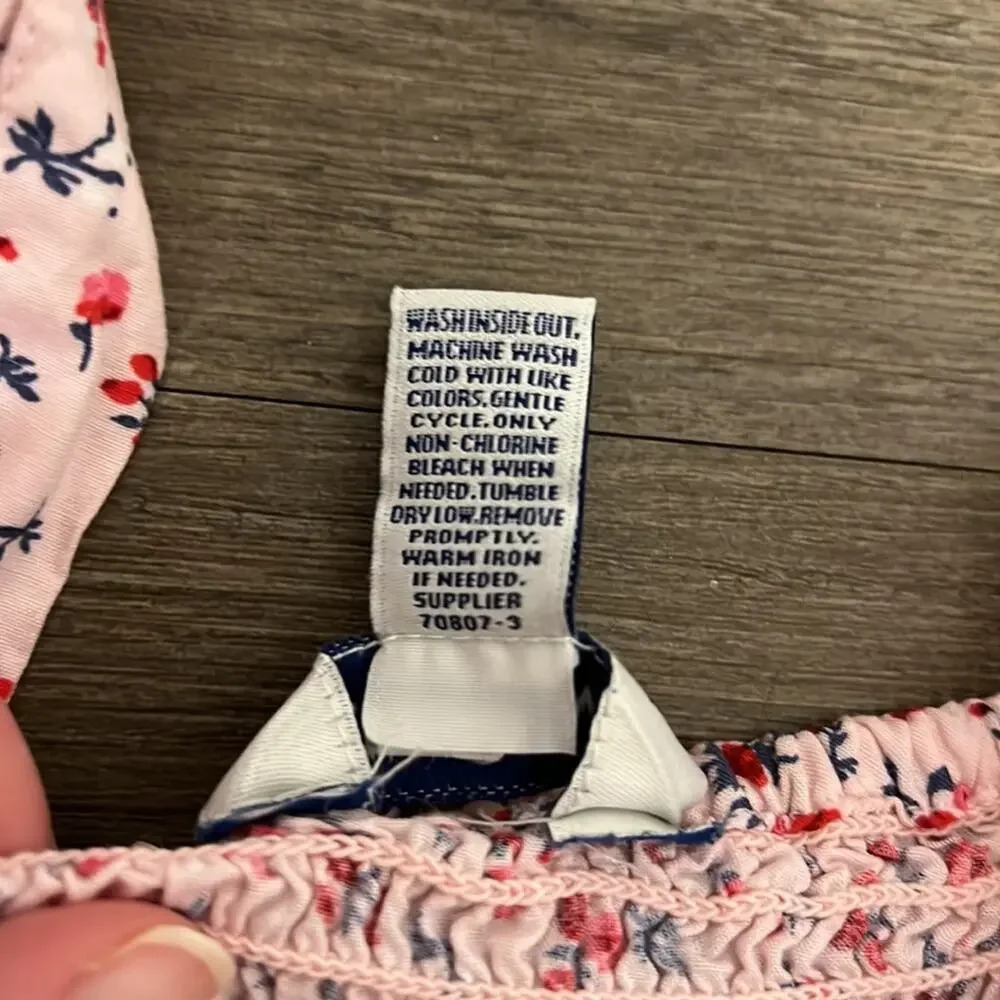 WASH INSIDE OUT.
MACHINE WASH
COLD WITH LIKE
COLORS.GENTLE
CYCLE.ONLY
NON-CHLORINE
BLEACH WHEN
NEEDED.TUMBLE
DRY LOW.REMOVE
PROMPTLY.
WARM IRON
IF NEEDED.
SUPPLIER
70807-3